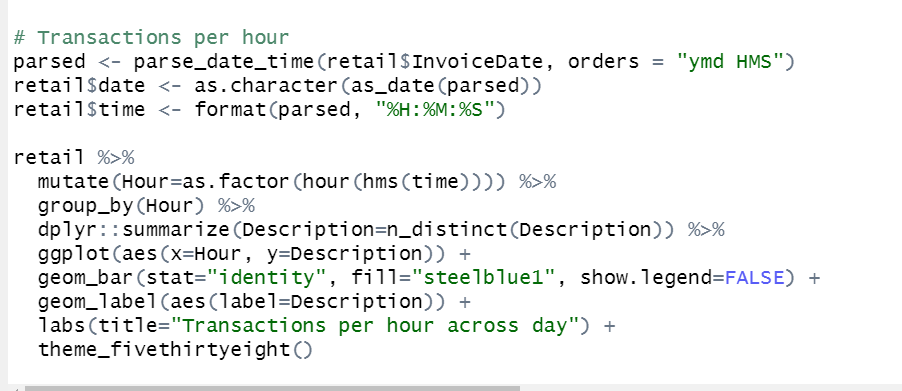 # Transactions per hour
parsed <- parse_date_time(retail$InvoiceDate, orders = "ymd HMS")
retail$date <- as.character(as_date(parsed))
retail$time <- format(parsed, "%H:%M:%S")
retail %>%
mutate(Hour=as.factor(hour(hms(time)))) %>%
group_by(Hour) %>%
dplyr::summarize(Description=n_distinct(Description)) %>%
ggplot(aes(x=Hour, y=Description)) +
geom_bar(stat="identity", fill="steelblue1", show.legend=FALSE) +
geom_label(aes(label=Description)) +
labs(title="Transactions per hour across day") +
theme_fivethirtyeight()